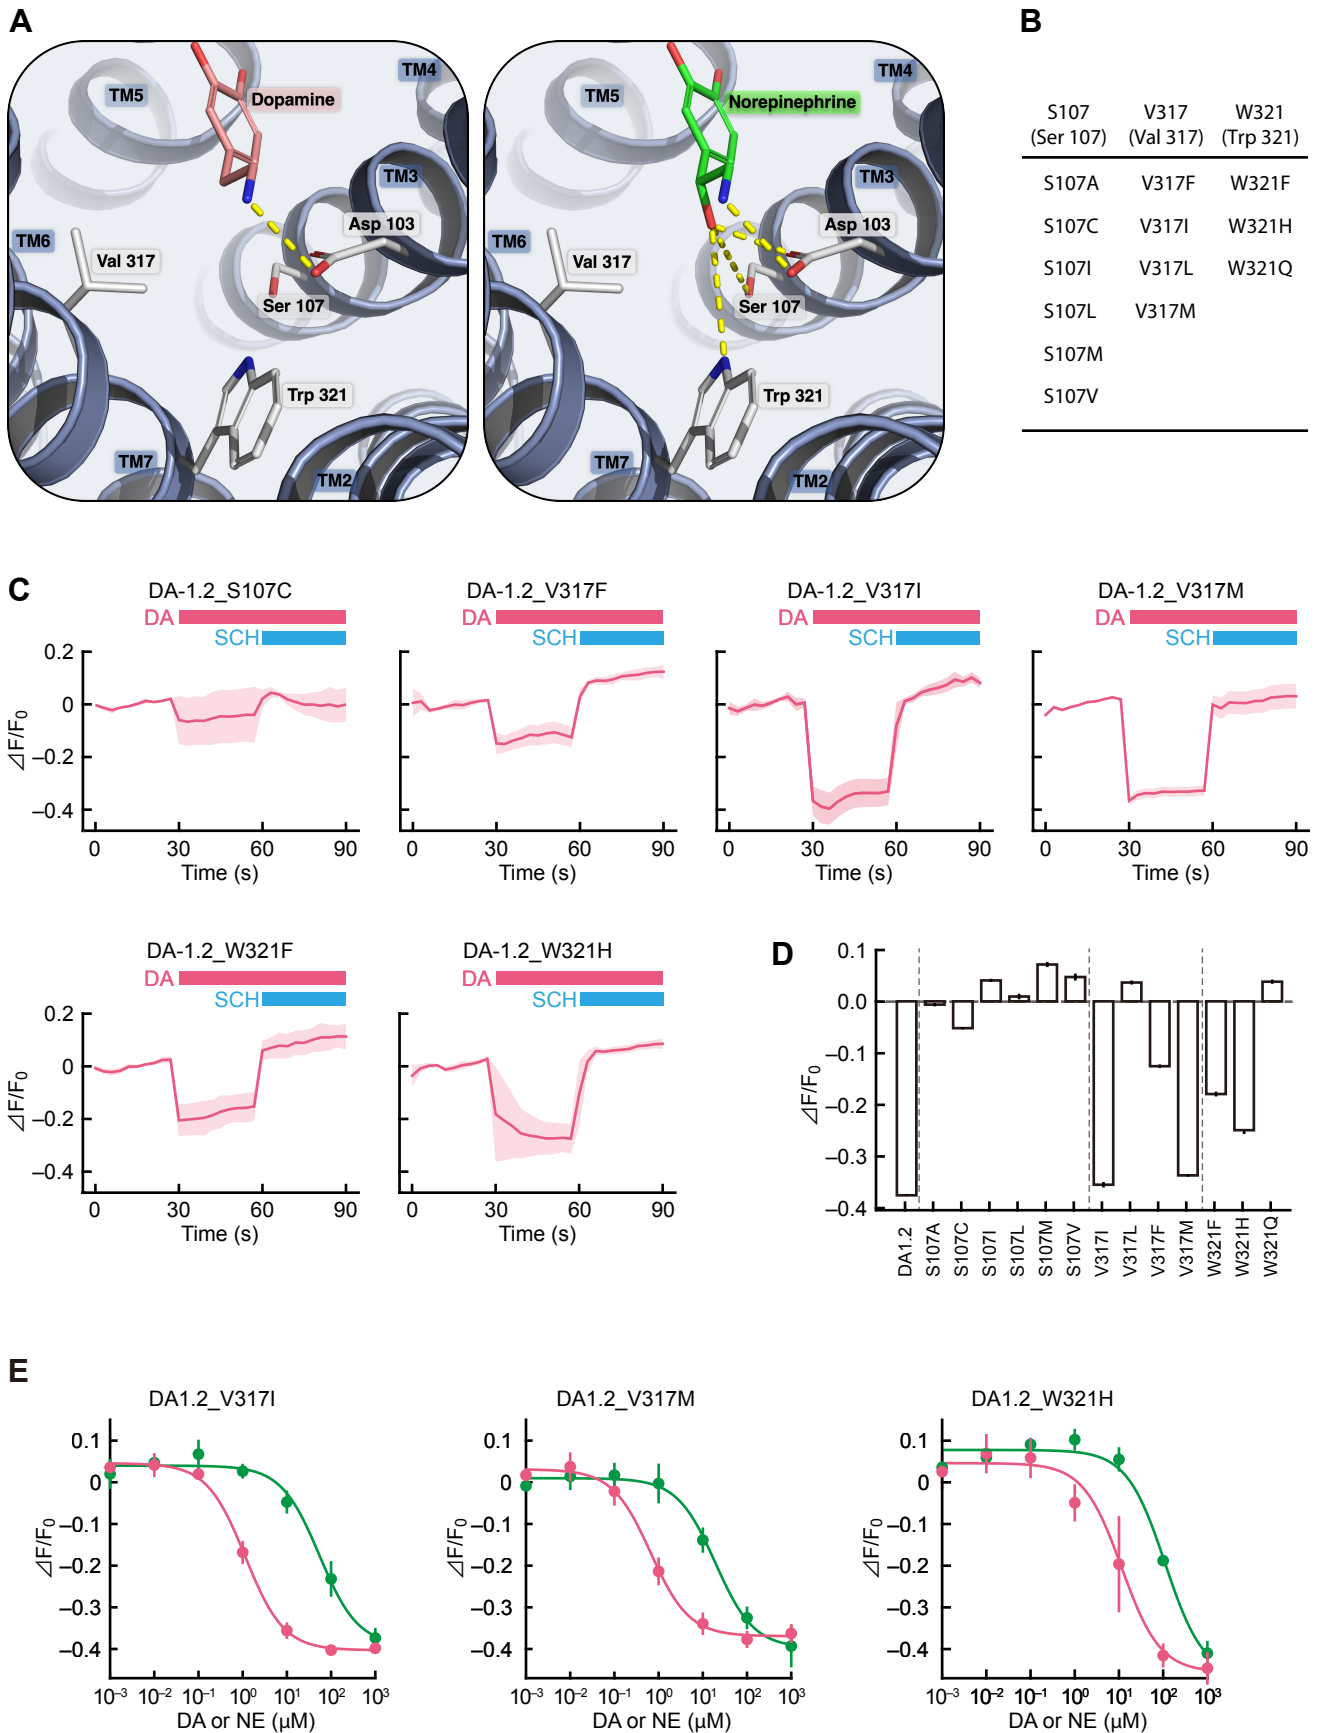 A
TM5
TM4
Dopamine
TM3
Asp 103
TM6
Val 317
Ser 107
Trp 321
TM7
TM2
TM5
TM4
Norepinephrine
TM3
Asp 103
TM6
Val 317
Ser 107
Trp 321
TM7
TM2
B
S107 V317 W321
(Ser 107) (Val 317) (Trp 321)
S107A V317F W321F
S107C V317I W321H
S107I V317L W321Q
S107L V317M
S107M
S107V
C
DA-1.2_S107C
DA
SCH
0.2
0
–0.2
–0.4
⊿F/F0
0 30 60 90
Time (s)
DA-1.2_V317F
DA
SCH
0 30 60 90
Time (s)
DA-1.2_V317I
DA
SCH
0 30 60 90
Time (s)
DA-1.2_V317M
DA
SCH
0 30 60 90
Time (s)
DA-1.2_W321F
DA
SCH
0.2
0
–0.2
–0.4
⊿F/F0
0 30 60 90
Time (s)
DA-1.2_W321H
DA
SCH
0 30 60 90
Time (s)
D
0.1
0.0
–0.1
–0.2
–0.3
–0.4
⊿F/F0
DA1.2 S107A S107C S107I S107L S107M S107V V317I V317L V317F V317M W321F W321H W321Q
E
DA1.2_V317I
0.1
0
–0.1
–0.2
–0.3
–0.4
⊿F/F0
10⁻³ 10⁻² 10⁻¹ 10⁰ 10¹ 10² 10³
DA or NE (μM)
DA1.2_V317M
0.1
0
–0.1
–0.2
–0.3
–0.4
⊿F/F0
10⁻³ 10⁻² 10⁻¹ 10⁰ 10¹ 10² 10³
DA or NE (μM)
DA1.2_W321H
0.1
0
–0.1
–0.2
–0.3
–0.4
⊿F/F0
10⁻³ 10⁻² 10⁻¹ 10⁰ 10¹ 10² 10³
DA or NE (μM)